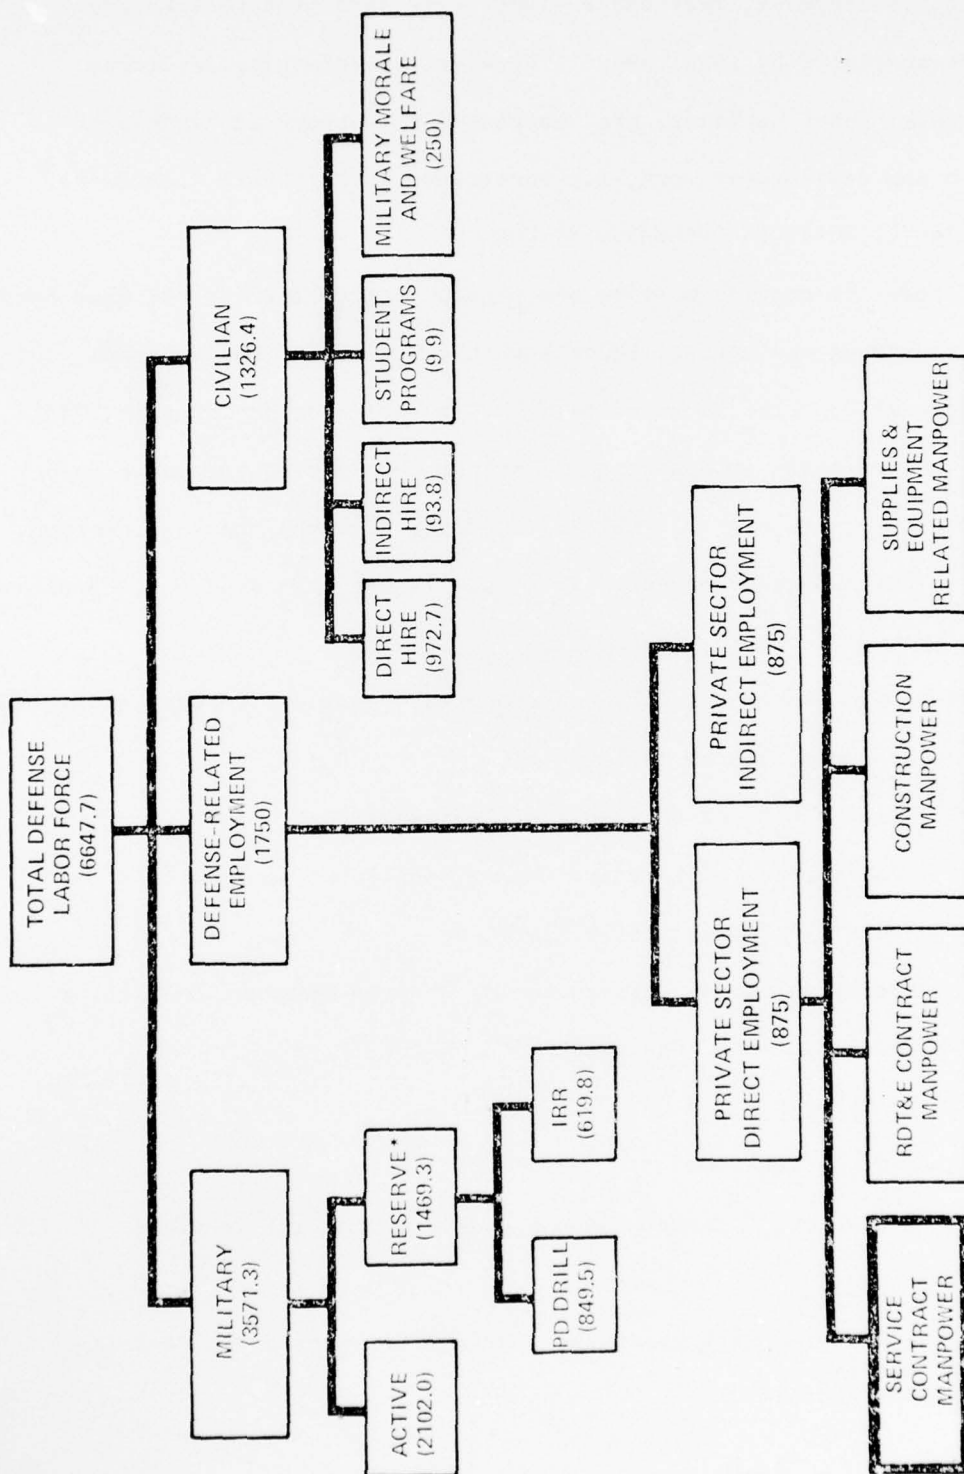 TOTAL DEFENSE
LABOR FORCE
(6647.7)
MILITARY
(3571.3)
DEFENSE-RELATED
EMPLOYMENT
(1750)
CIVILIAN
(1326.4)
ACTIVE
(2102.0)
RESERVE*
(1469.3)
DIRECT
HIRE
(972.7)
INDIRECT
HIRE
(93.8)
STUDENT
PROGRAMS
(9 9)
MILITARY MORALE
AND WELFARE
(250)
PD DRILL
(849.5)
IRR
(619.8)
PRIVATE SECTOR
DIRECT EMPLOYMENT
(875)
PRIVATE SECTOR
INDIRECT EMPLOYMENT
(875)
SERVICE
CONTRACT
MANPOWER
RDT&E CONTRACT
MANPOWER
CONSTRUCTION
MANPOWER
SUPPLIES &
EQUIPMENT
RELATED MANPOWER